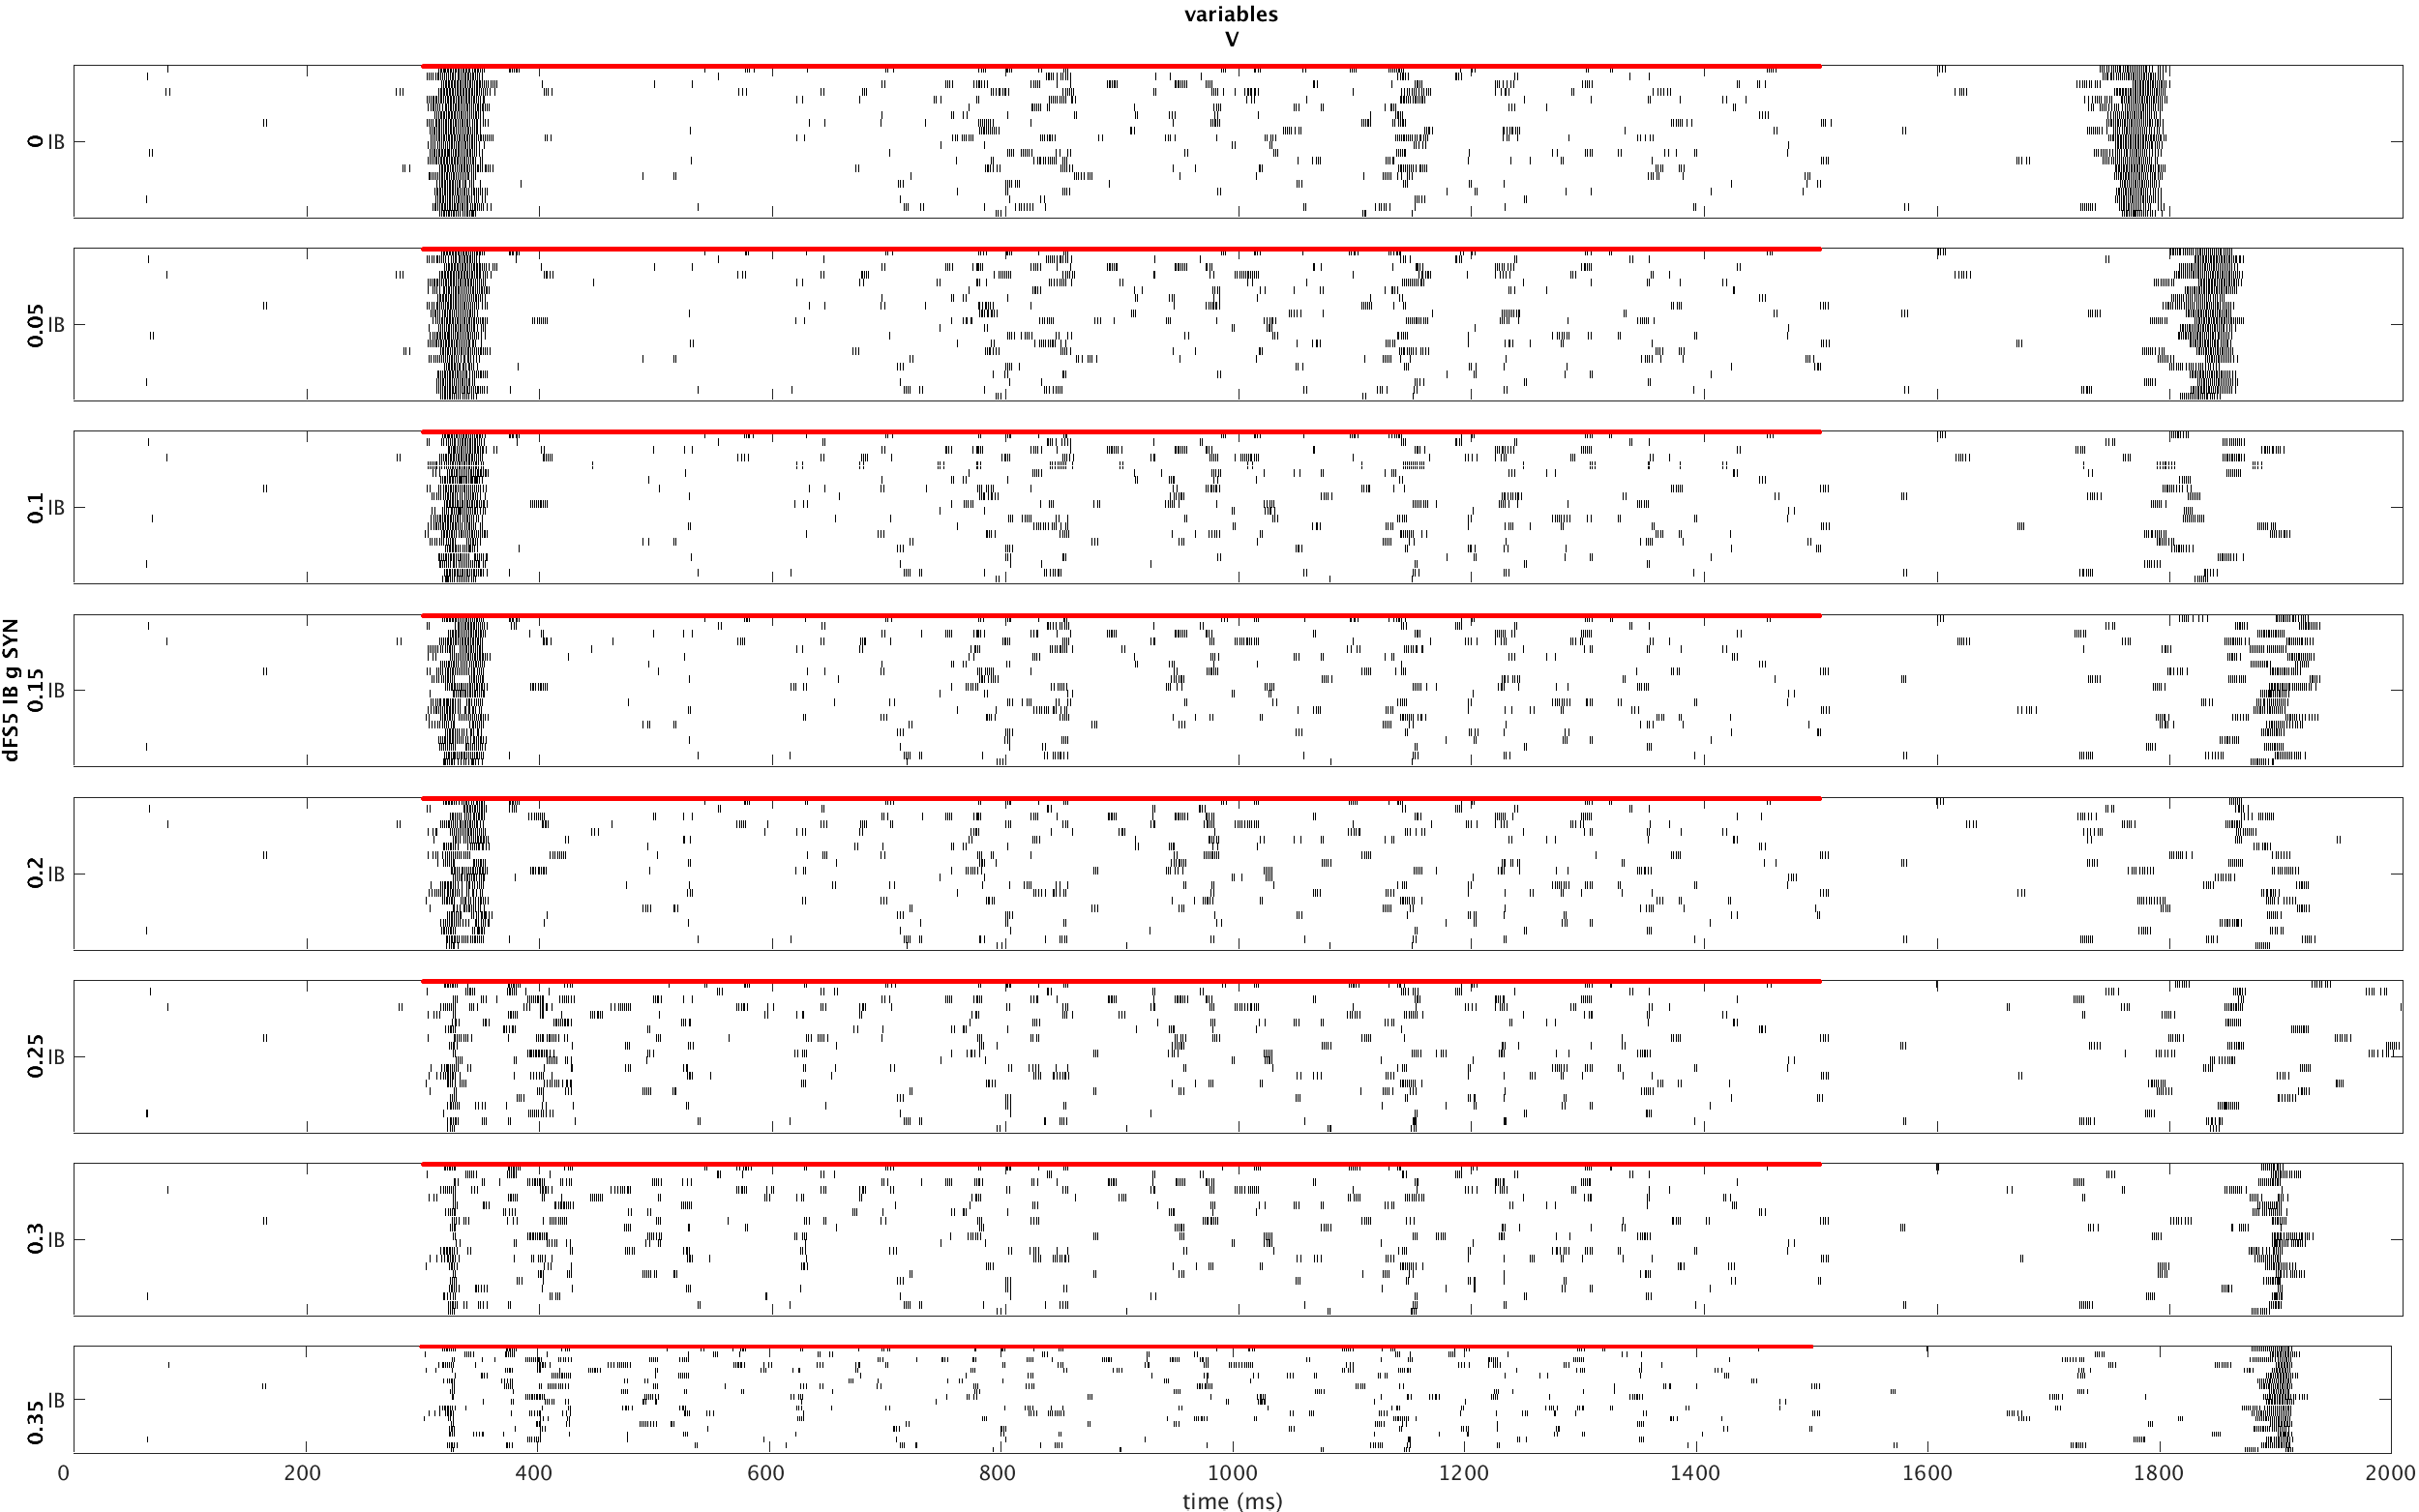 variables
V
dFS5 IB g SYN
0 IB
0.05 IB
0.1 IB
0.15 IB
0.2 IB
0.25 IB
0.3 IB
0.35 IB
0 200 400 600 800 1000 1200 1400 1600 1800 2000
time (ms)